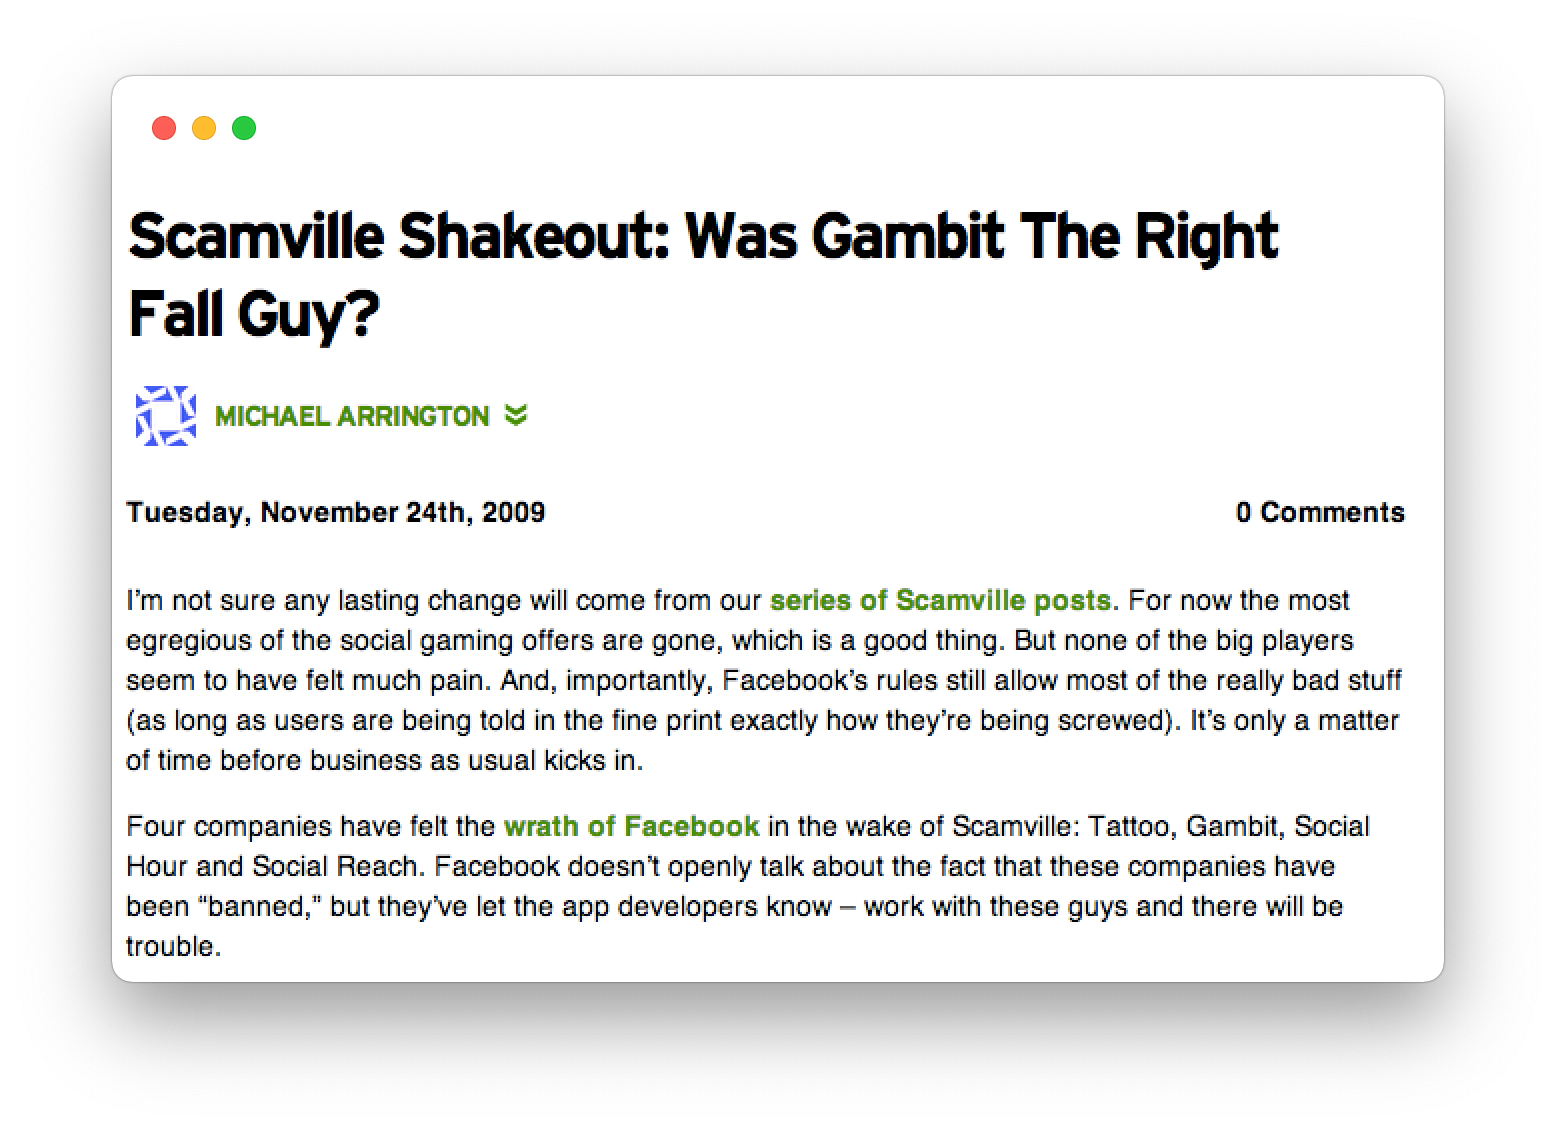 Scamville Shakeout: Was Gambit The Right
Fall Guy?
MICHAEL ARRINGTON
Tuesday, November 24th, 2009
0 Comments
I’m not sure any lasting change will come from our series of Scamville posts. For now the most
egregious of the social gaming offers are gone, which is a good thing. But none of the big players
seem to have felt much pain. And, importantly, Facebook’s rules still allow most of the really bad stuff
(as long as users are being told in the fine print exactly how they’re being screwed). It’s only a matter
of time before business as usual kicks in.
Four companies have felt the wrath of Facebook in the wake of Scamville: Tattoo, Gambit, Social
Hour and Social Reach. Facebook doesn’t openly talk about the fact that these companies have
been “banned,” but they’ve let the app developers know – work with these guys and there will be
trouble.